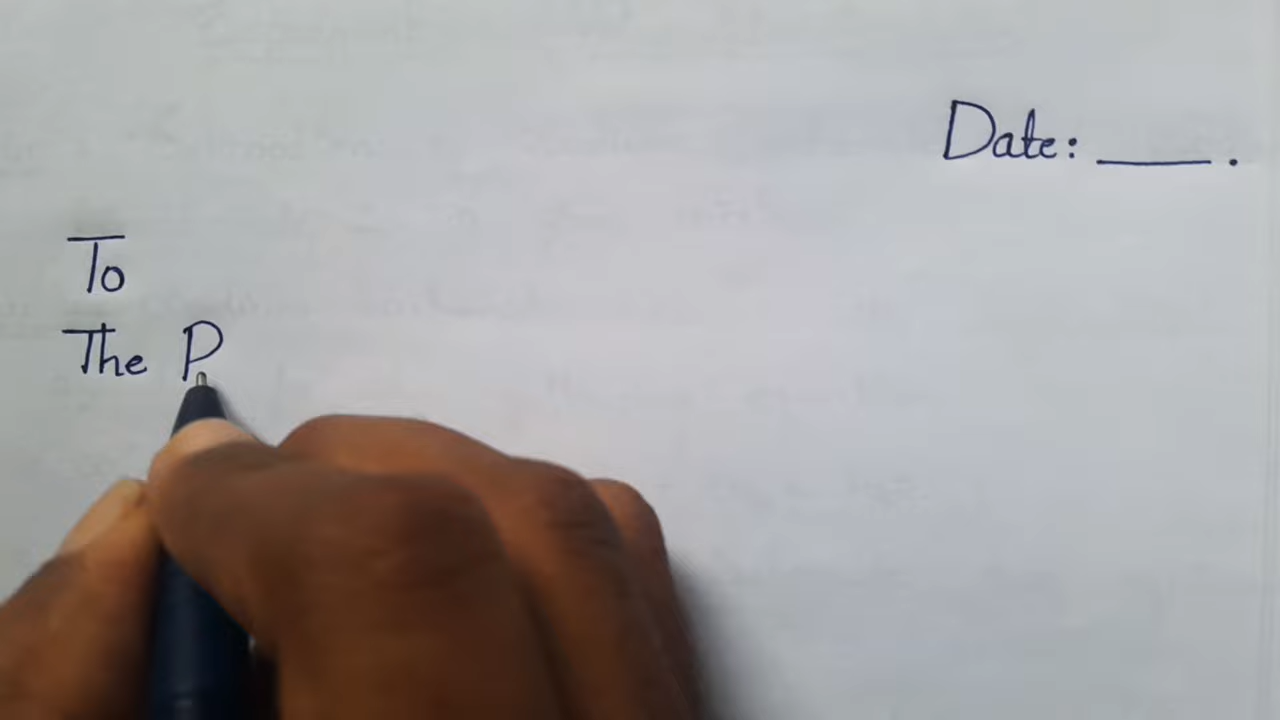 Date: ____ .
To
The P